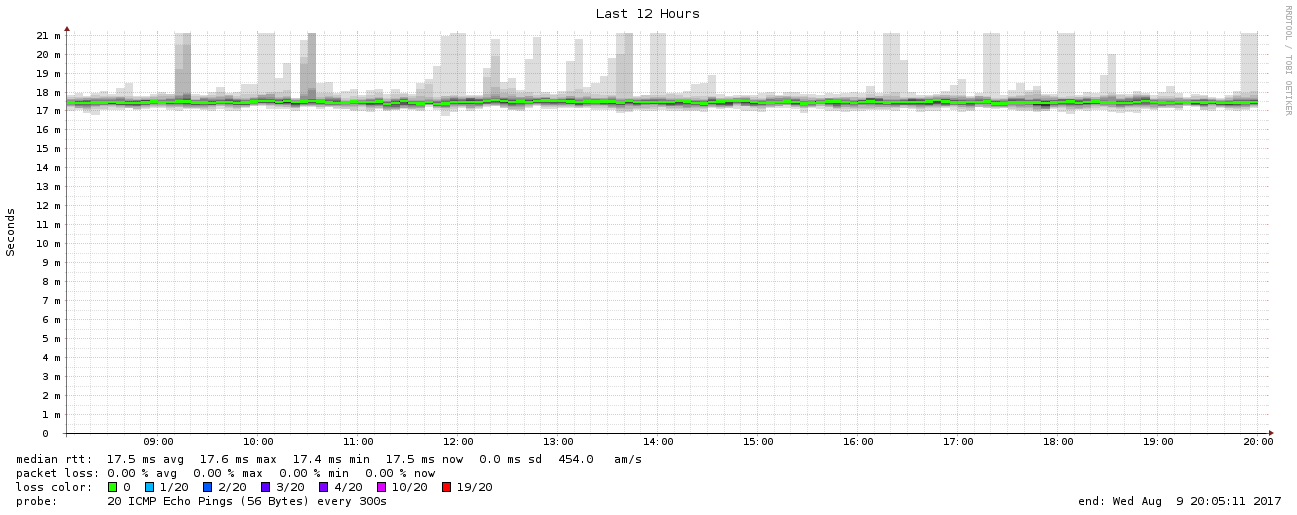 Last 12 Hours
RRDTOOL / TOBI OETIKER
Seconds
21 m
20 m
19 m
18 m
17 m
16 m
15 m
14 m
13 m
12 m
11 m
10 m
9 m
8 m
7 m
6 m
5 m
4 m
3 m
2 m
1 m
0
09:00 10:00 11:00 12:00 13:00 14:00 15:00 16:00 17:00 18:00 19:00 20:00
median rtt: 17.5 ms avg 17.6 ms max 17.4 ms min 17.5 ms now 0.0 ms sd 454.0 am/s
packet loss: 0.00 % avg 0.00 % max 0.00 % min 0.00 % now
loss color: 0 1/20 2/20 3/20 4/20 10/20 19/20
probe: 20 ICMP Echo Pings (56 Bytes) every 300s end: Wed Aug 9 20:05:11 2017